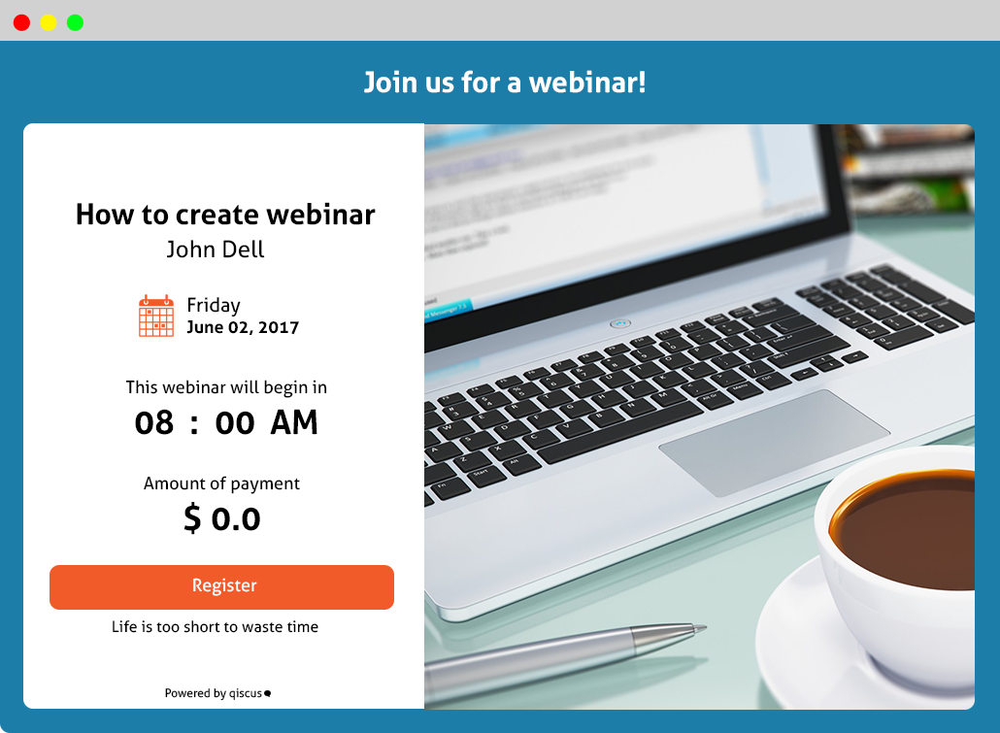 Join us for a webinar!
How to create webinar
John Dell
Friday
June 02, 2017
This webinar will begin in
08 : 00 AM
Amount of payment
$ 0.0
Register
Life is too short to waste time
Powered by qiscus